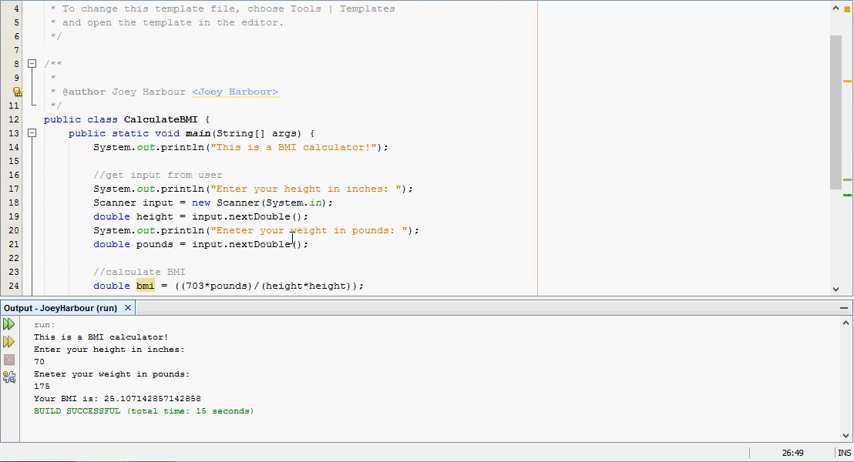 4 * To change this template file, choose Tools | Templates
5 * and open the template in the editor.
6 */
7
8 /**
9 *
* @author Joey Harbour <Joey Harbour>
11 */
12 public class CalculateBMI {
13 public static void main(String[] args) {
14 System.out.println("This is a BMI calculator!");
15
16 //get input from user
17 System.out.println("Enter your height in inches: ");
18 Scanner input = new Scanner(System.in);
19 double height = input.nextDouble();
20 System.out.println("Eneter your weight in pounds: ");
21 double pounds = input.nextDouble();
22
23 //calculate BMI
24 double bmi = ((703*pounds)/(height*height));
Output - JoeyHarbour (run)
run:
This is a BMI calculator!
Enter your height in inches:
70
Eneter your weight in pounds:
175
Your BMI is: 25.107142857142858
BUILD SUCCESSFUL (total time: 15 seconds)
26:49 INS